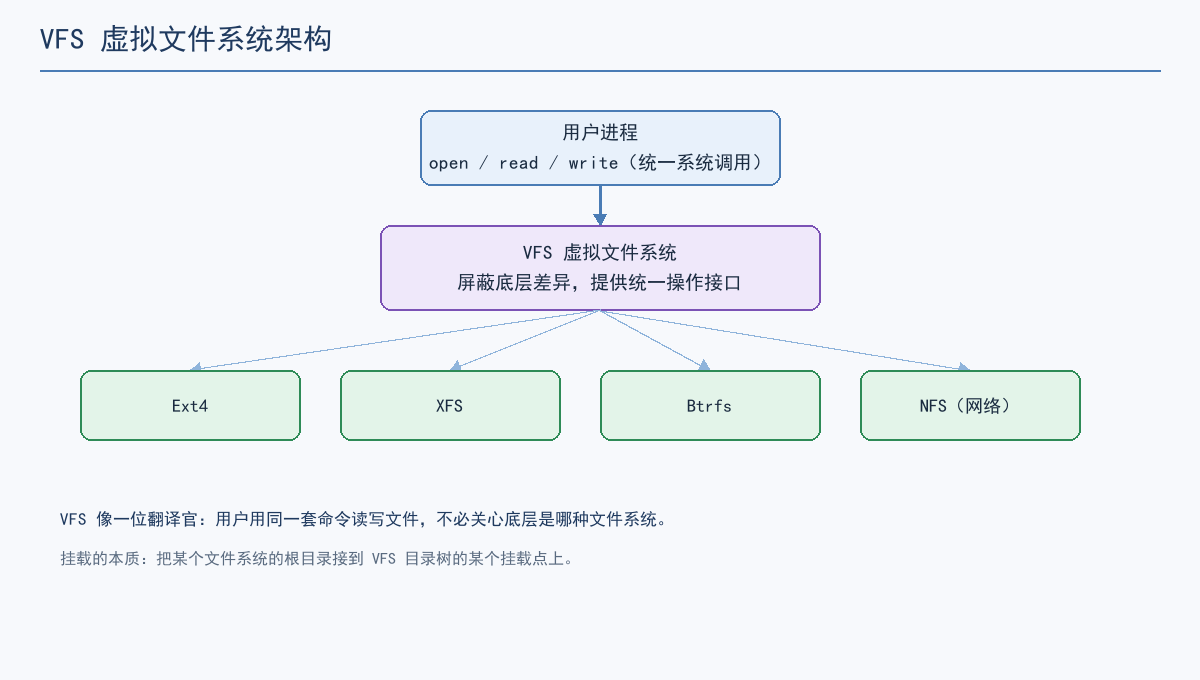 VFS 虚拟文件系统架构
用户进程
open / read / write（统一系统调用）
VFS 虚拟文件系统
屏蔽底层差异，提供统一操作接口
Ext4
XFS
Btrfs
NFS（网络）
VFS 像一位翻译官：用户用同一套命令读写文件，不必关心底层是哪种文件系统。
挂载的本质：把某个文件系统的根目录接到 VFS 目录树的某个挂载点上。